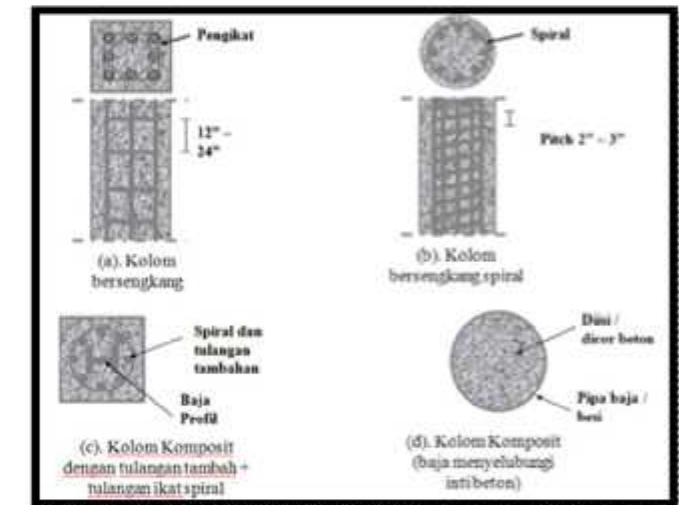 Pengikat
Spiral
12" –
24"
Pitch 2" – 3"
(a). Kolom
bersengkang
(b). Kolom
bersengkang spiral
Spiral dan
tulangan
tambahan
Baja
Profil
(c). Kolom Komposit
dengan tulangan tambah +
tulangan ikat spiral
Diisi /
dicor beton
Pipa baja /
besi
(d). Kolom Komposit
(baja menyelubungi
inti beton)